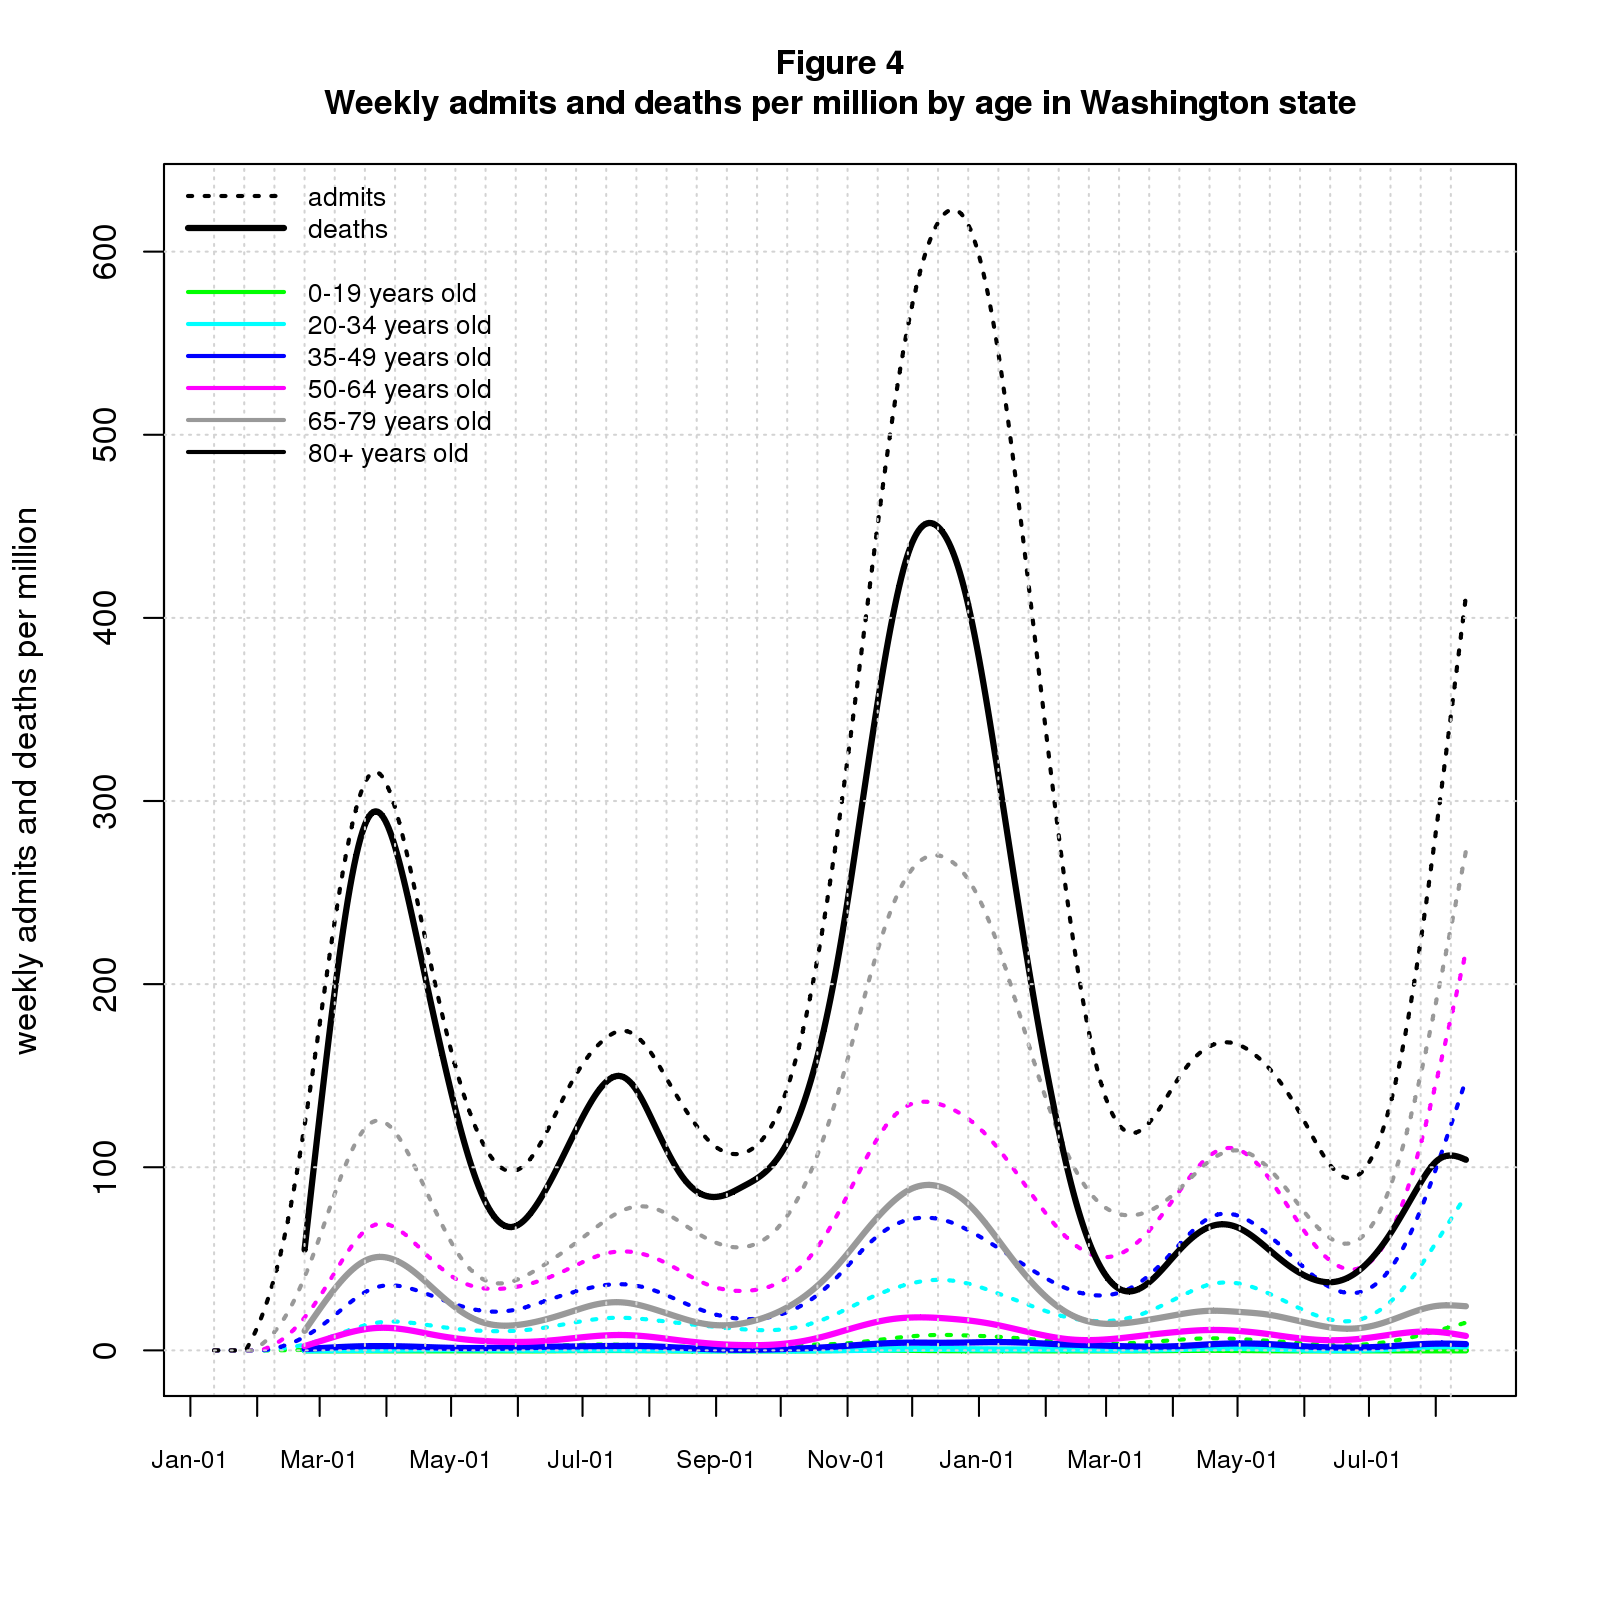 Figure 4
Weekly admits and deaths per million by age in Washington state
admits
deaths
0-19 years old
20-34 years old
35-49 years old
50-64 years old
65-79 years old
80+ years old
weekly admits and deaths per million
600
500
400
300
200
100
0
Jan-01 Mar-01 May-01 Jul-01 Sep-01 Nov-01 Jan-01 Mar-01 May-01 Jul-01